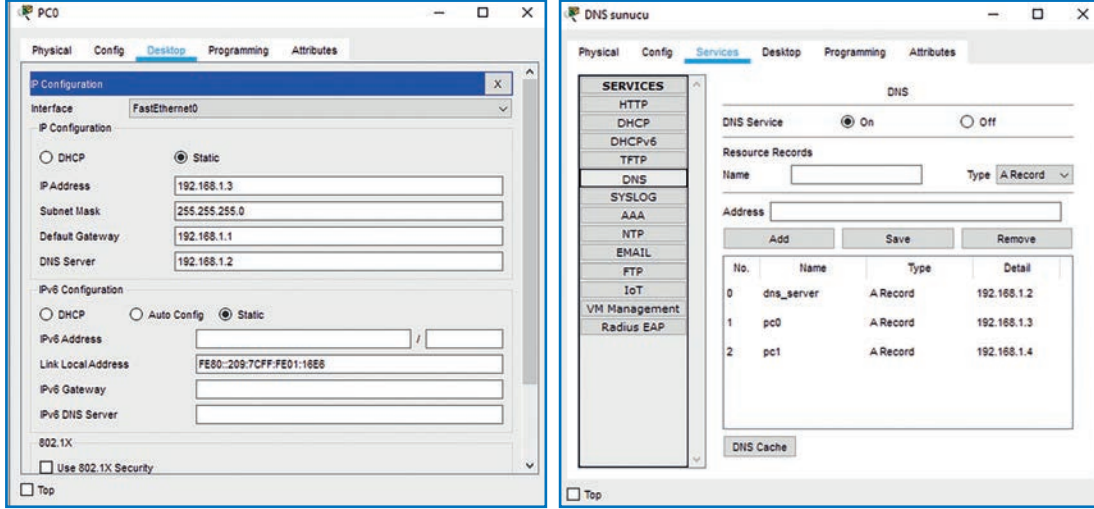 PC0
Physical Config Desktop Programming Attributes
IP Configuration X
Interface FastEthernet0
IP Configuration
DHCP Static
IP Address 192.168.1.3
Subnet Mask 255.255.255.0
Default Gateway 192.168.1.1
DNS Server 192.168.1.2
IPv6 Configuration
DHCP Auto Config Static
IPv6 Address /
Link Local Address FE80::209:7CFF:FE01:16E6
IPv6 Gateway
IPv6 DNS Server
802.1X
Use 802.1X Security
Top
DNS sunucu
Physical Config Services Desktop Programming Attributes
SERVICES
HTTP
DHCP
DHCPv6
TFTP
DNS
SYSLOG
AAA
NTP
EMAIL
FTP
IoT
VM Management
Radius EAP
DNS
DNS Service On Off
Resource Records
Name Type A Record
Address
Add Save Remove
No. Name Type Detail
0 dns_server A Record 192.168.1.2
1 pc0 A Record 192.168.1.3
2 pc1 A Record 192.168.1.4
DNS Cache
Top